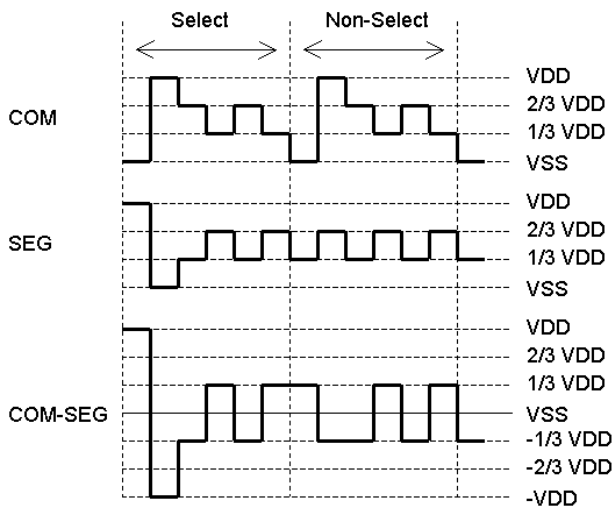 Select Non-Select
COM
VDD
2/3 VDD
1/3 VDD
VSS
SEG
VDD
2/3 VDD
1/3 VDD
VSS
COM-SEG
VDD
2/3 VDD
1/3 VDD
VSS
-1/3 VDD
-2/3 VDD
-VDD